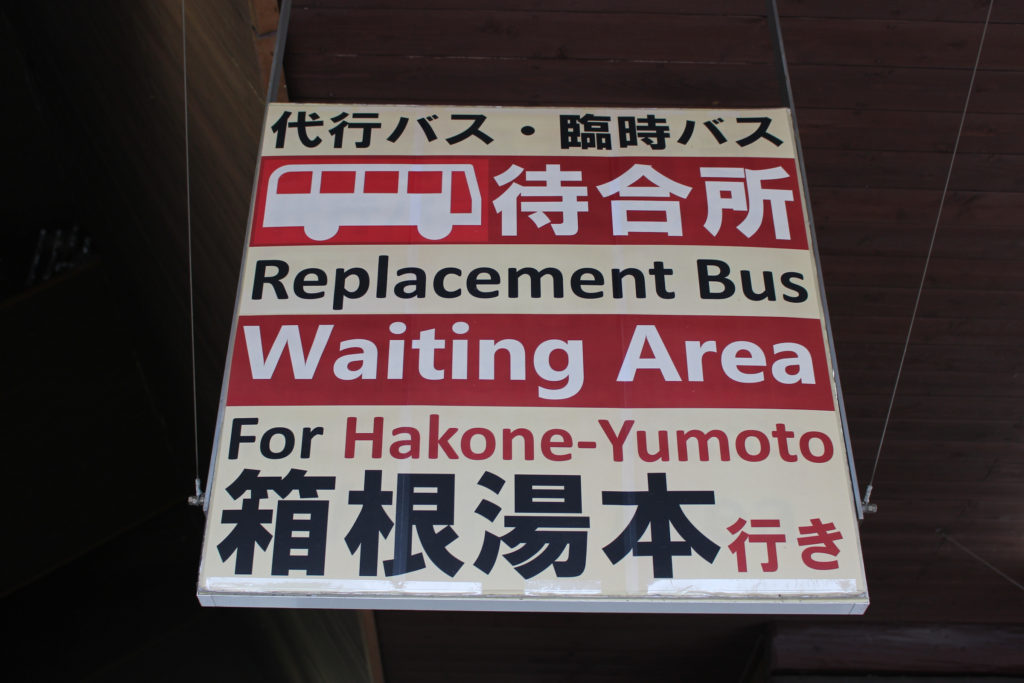 代行バス・臨時バス
待合所
Replacement Bus
Waiting Area
For Hakone-Yumoto
箱根湯本行き